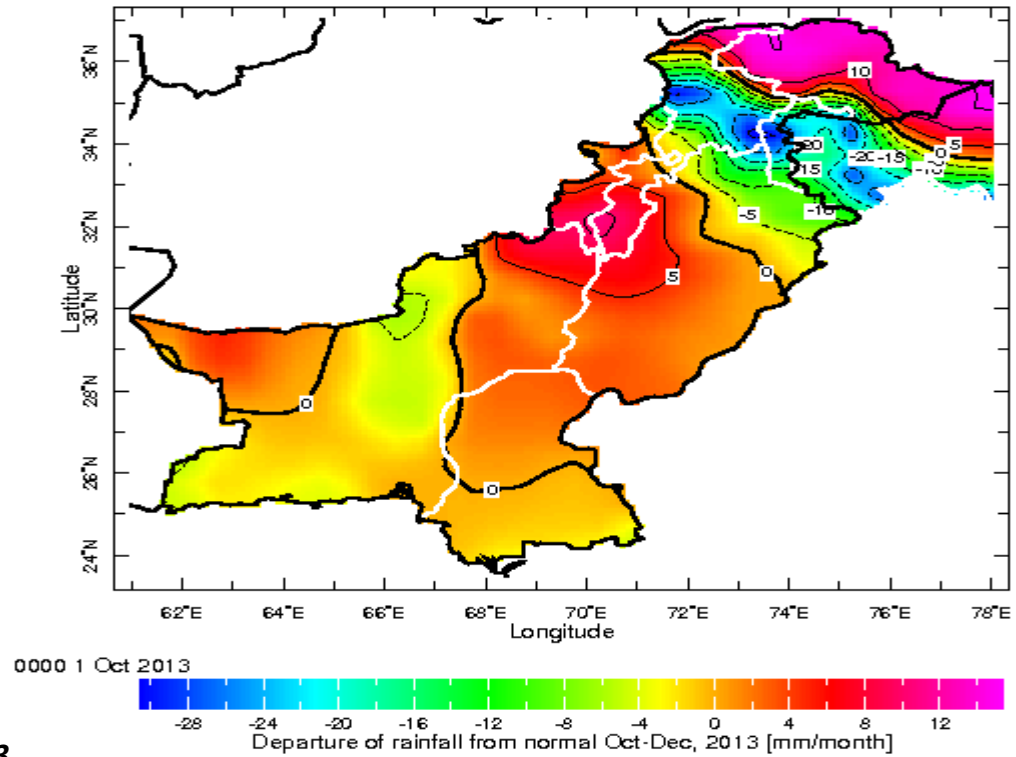 36°N
34°N
32°N
30°N
28°N
26°N
24°N
Latitude
10
5
0
-20
-15
20
15
-10
-5
5
0
0
0
62°E 64°E 66°E 68°E 70°E 72°E 74°E 76°E 78°E
Longitude
0000 1 Oct 2013
-28 -24 -20 -16 -12 -8 -4 0 4 8 12
Departure of rainfall from normal Oct-Dec, 2013 [mm/month]